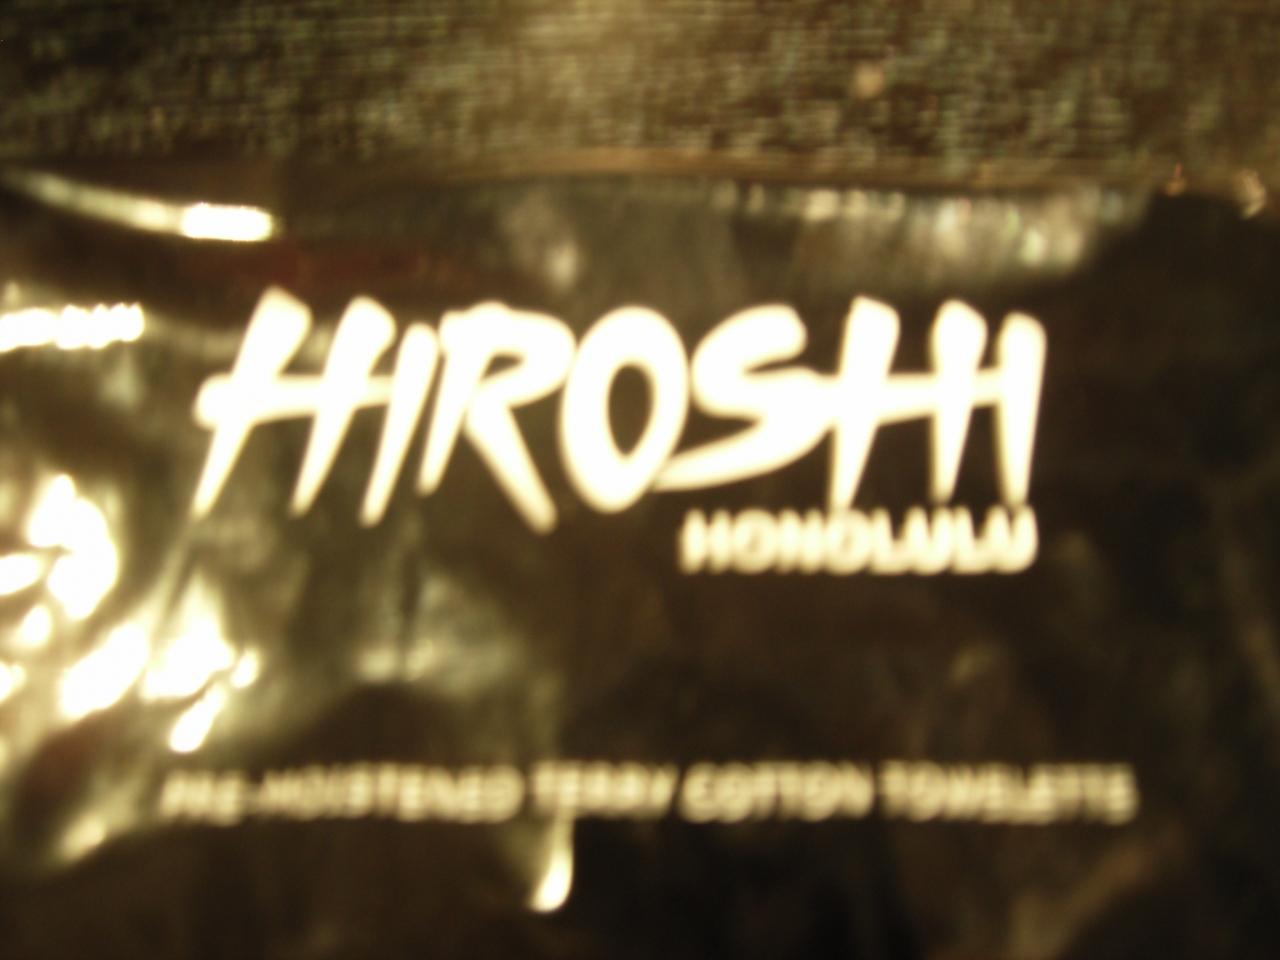 HIROSHI
HONOLULU
PRE-MOISTENED TERRY COTTON TOWELETTE